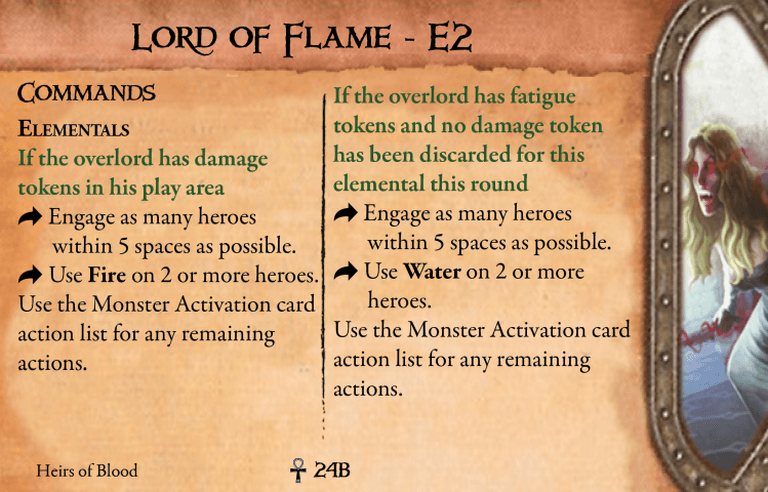 Lord of Flame - E2
Commands
Elementals
If the overlord has damage
tokens in his play area
Engage as many heroes
within 5 spaces as possible.
Use Fire on 2 or more heroes.
Use the Monster Activation card
action list for any remaining
actions.
If the overlord has fatigue
tokens and no damage token
has been discarded for this
elemental this round
Engage as many heroes
within 5 spaces as possible.
Use Water on 2 or more
heroes.
Use the Monster Activation card
action list for any remaining
actions.
Heirs of Blood
24B